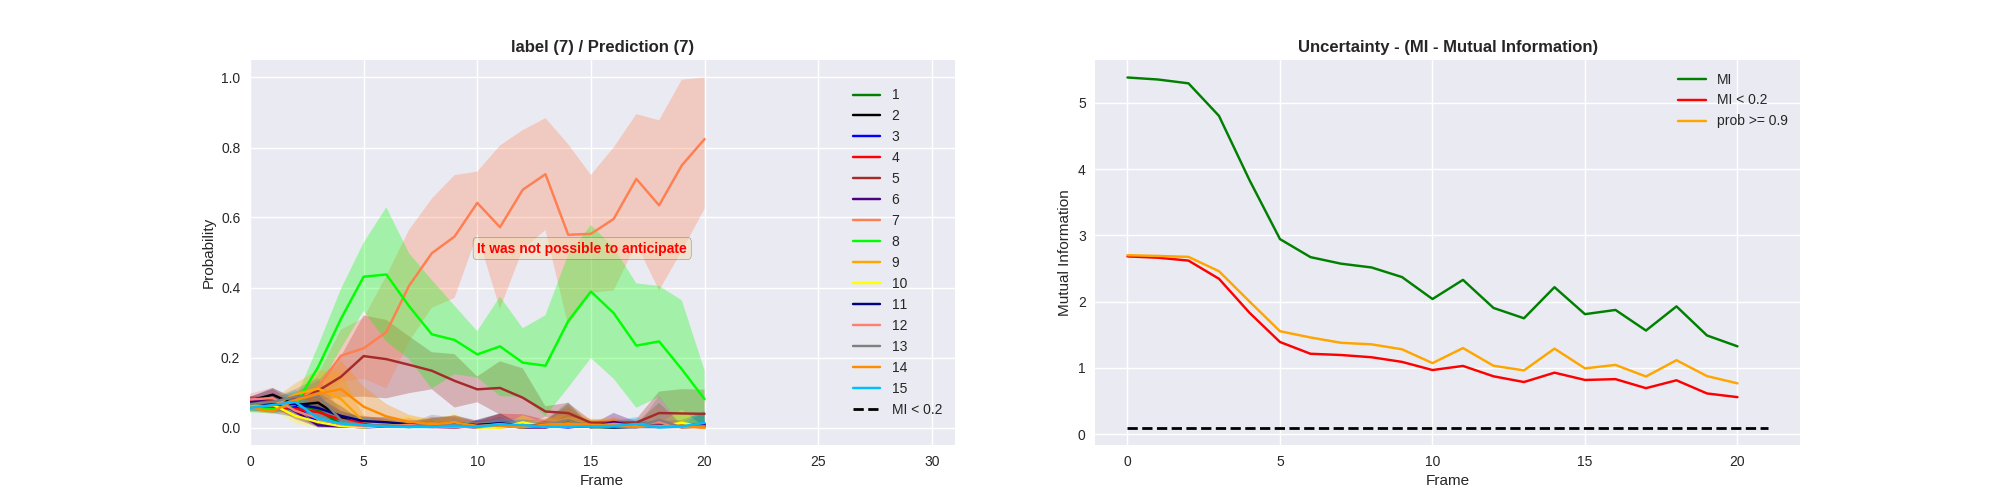 label (7) / Prediction (7)
Probability
1.0
0.8
0.6
0.4
0.2
0.0
0 5 10 15 20 25 30
Frame
It was not possible to anticipate
1
2
3
4
5
6
7
8
9
10
11
12
13
14
15
MI < 0.2
Uncertainty - (MI - Mutual Information)
Mutual Information
5
4
3
2
1
0
0 5 10 15 20
Frame
MI
MI < 0.2
prob >= 0.9